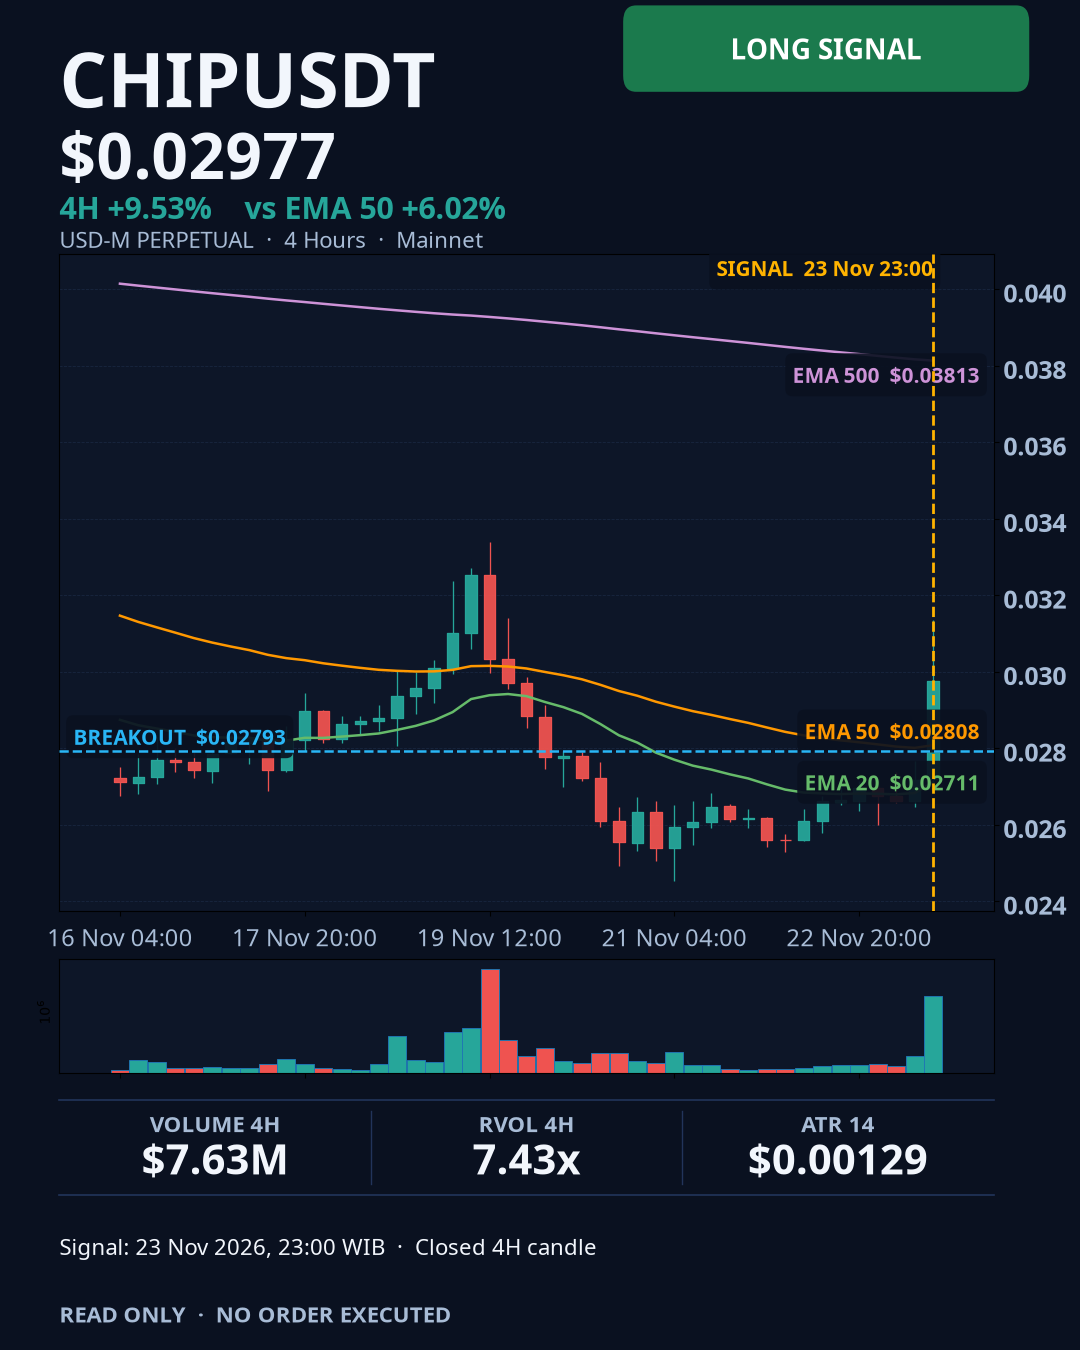 LONG SIGNAL
CHIPUSDT
$0.02977
4H +9.53% vs EMA 50 +6.02%
USD-M PERPETUAL · 4 Hours · Mainnet
SIGNAL 23 Nov 23:00
0.040
EMA 500 $0.03813
0.038
0.036
0.034
0.032
0.030
BREAKOUT $0.02793
EMA 50 $0.02808
0.028
EMA 20 $0.02711
0.026
0.024
16 Nov 04:00 17 Nov 20:00 19 Nov 12:00 21 Nov 04:00 22 Nov 20:00
10⁶
VOLUME 4H RVOL 4H ATR 14
$7.63M 7.43x $0.00129
Signal: 23 Nov 2026, 23:00 WIB · Closed 4H candle
READ ONLY · NO ORDER EXECUTED